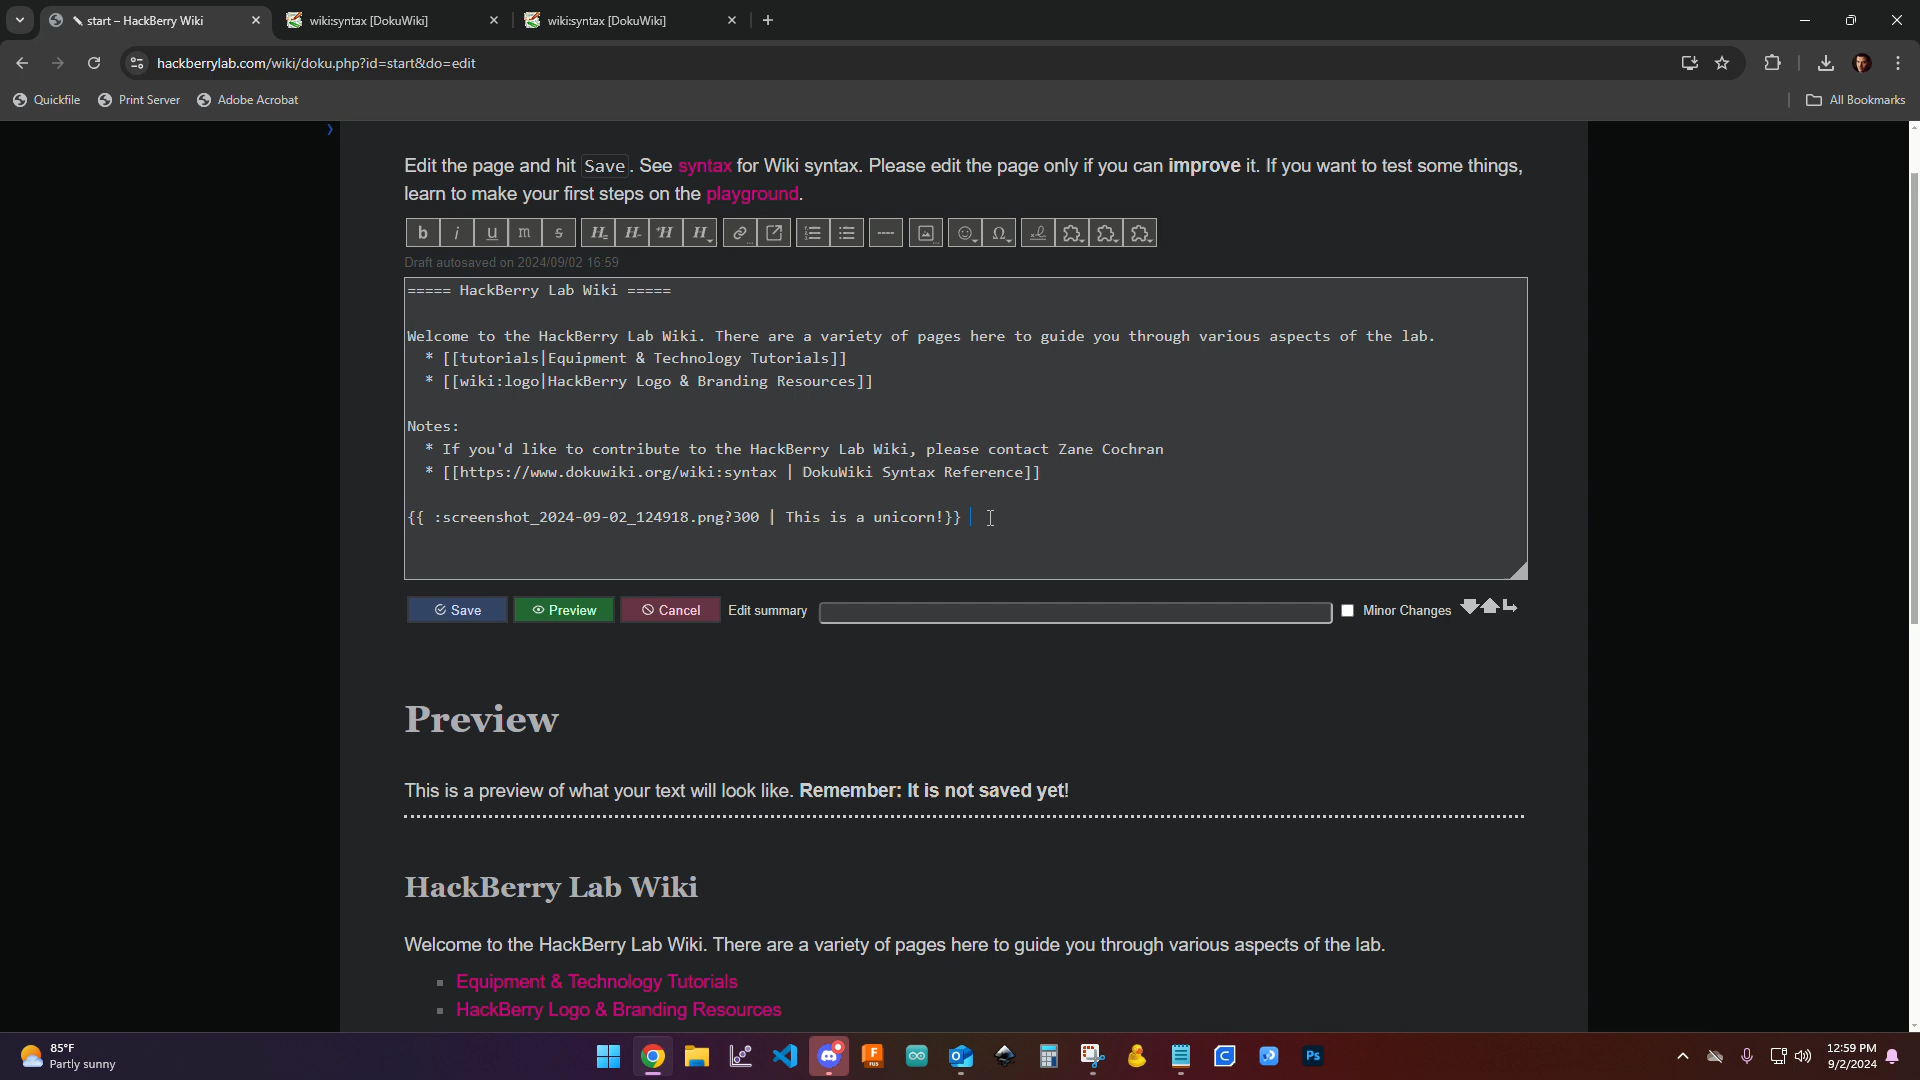 start – HackBerry Wiki
wiki:syntax [DokuWiki]
wiki:syntax [DokuWiki]
hackberrylab.com/wiki/doku.php?id=start&do=edit
Quickfile
Print Server
Adobe Acrobat
All Bookmarks
Edit the page and hit Save. See syntax for Wiki syntax. Please edit the page only if you can improve it. If you want to test some things,
learn to make your first steps on the playground.
Draft autosaved on 2024/09/02 16:59
===== HackBerry Lab Wiki =====
Welcome to the HackBerry Lab Wiki. There are a variety of pages here to guide you through various aspects of the lab.
* [[tutorials|Equipment & Technology Tutorials]]
* [[wiki:logo|HackBerry Logo & Branding Resources]]
Notes:
* If you'd like to contribute to the HackBerry Lab Wiki, please contact Zane Cochran
* [[https://www.dokuwiki.org/wiki:syntax | DokuWiki Syntax Reference]]
{{ :screenshot_2024-09-02_124918.png?300 | This is a unicorn!}}
Save Preview Cancel Edit summary Minor Changes
Preview
This is a preview of what your text will look like. Remember: It is not saved yet!
HackBerry Lab Wiki
Welcome to the HackBerry Lab Wiki. There are a variety of pages here to guide you through various aspects of the lab.
Equipment & Technology Tutorials
HackBerry Logo & Branding Resources
85°F
Partly sunny
12:59 PM
9/2/2024